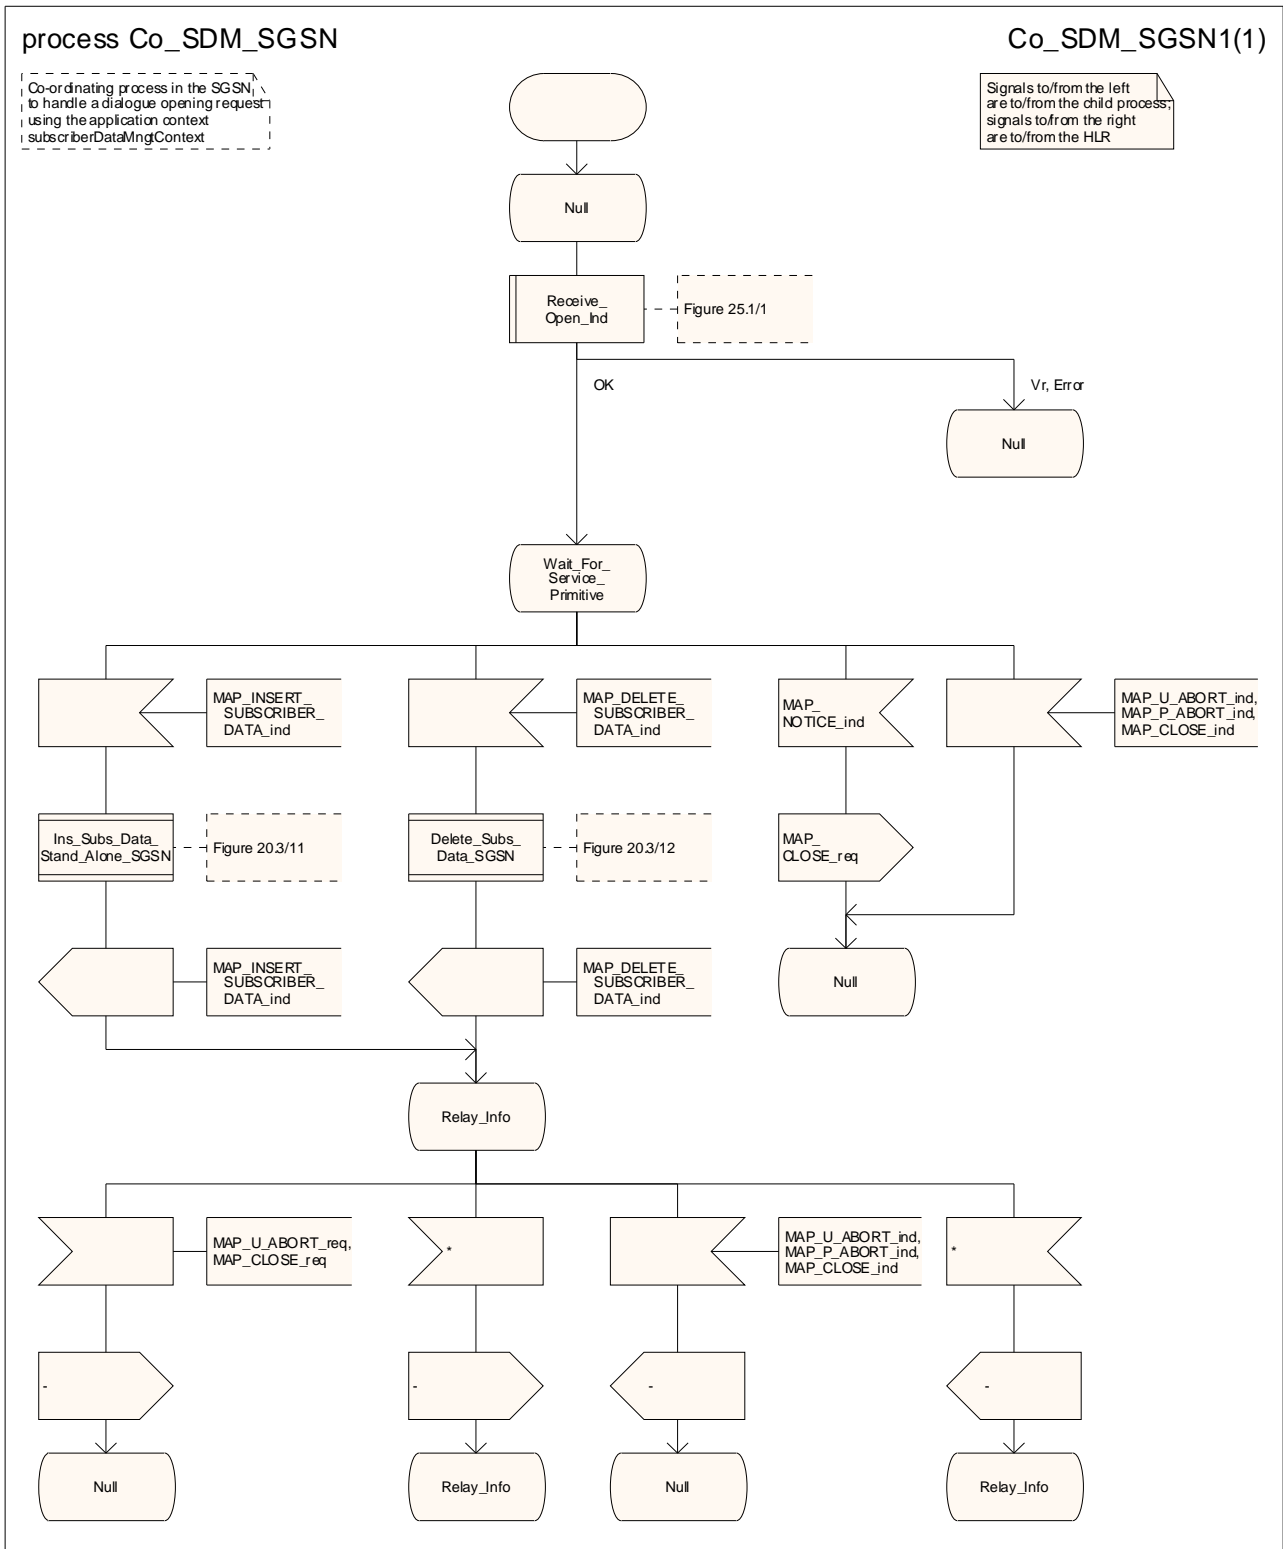 process Co_SDM_SGSN
Co_SDM_SGSN1(1)
Co-ordinating process in the SGSN
to handle a dialogue opening request
using the application context
subscriberDataMngtContext
Signals to/from the left
are to/from the child process;
signals to/from the right
are to/from the HLR
Null
Receive_
Open_Ind
Figure 25.1/1
OK
Vr, Error
Null
Wait_For_
Service_
Primitive
MAP_INSERT_
SUBSCRIBER_
DATA_ind
MAP_DELETE_
SUBSCRIBER_
DATA_ind
MAP_
NOTICE_ind
MAP_U_ABORT_ind,
MAP_P_ABORT_ind,
MAP_CLOSE_ind
Ins_Subs_Data_
Stand_Alone_SGSN
Figure 20.3/11
Delete_Subs_
Data_SGSN
Figure 20.3/12
MAP_
CLOSE_req
MAP_INSERT_
SUBSCRIBER_
DATA_ind
MAP_DELETE_
SUBSCRIBER_
DATA_ind
Null
Relay_Info
MAP_U_ABORT_req,
MAP_CLOSE_req
*
MAP_U_ABORT_ind,
MAP_P_ABORT_ind,
MAP_CLOSE_ind
*
-
-
-
-
Null
Relay_Info
Null
Relay_Info